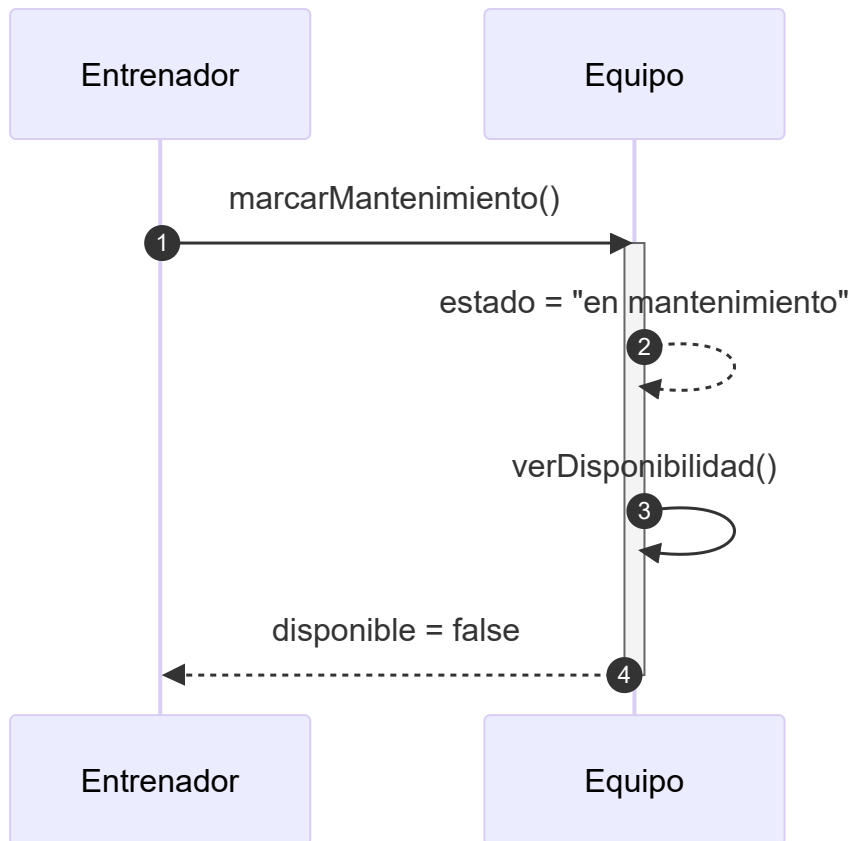 Entrenador
Equipo
marcarMantenimiento()
1
estado = "en mantenimiento"
2
verDisponibilidad()
3
disponible = false
4
Entrenador
Equipo